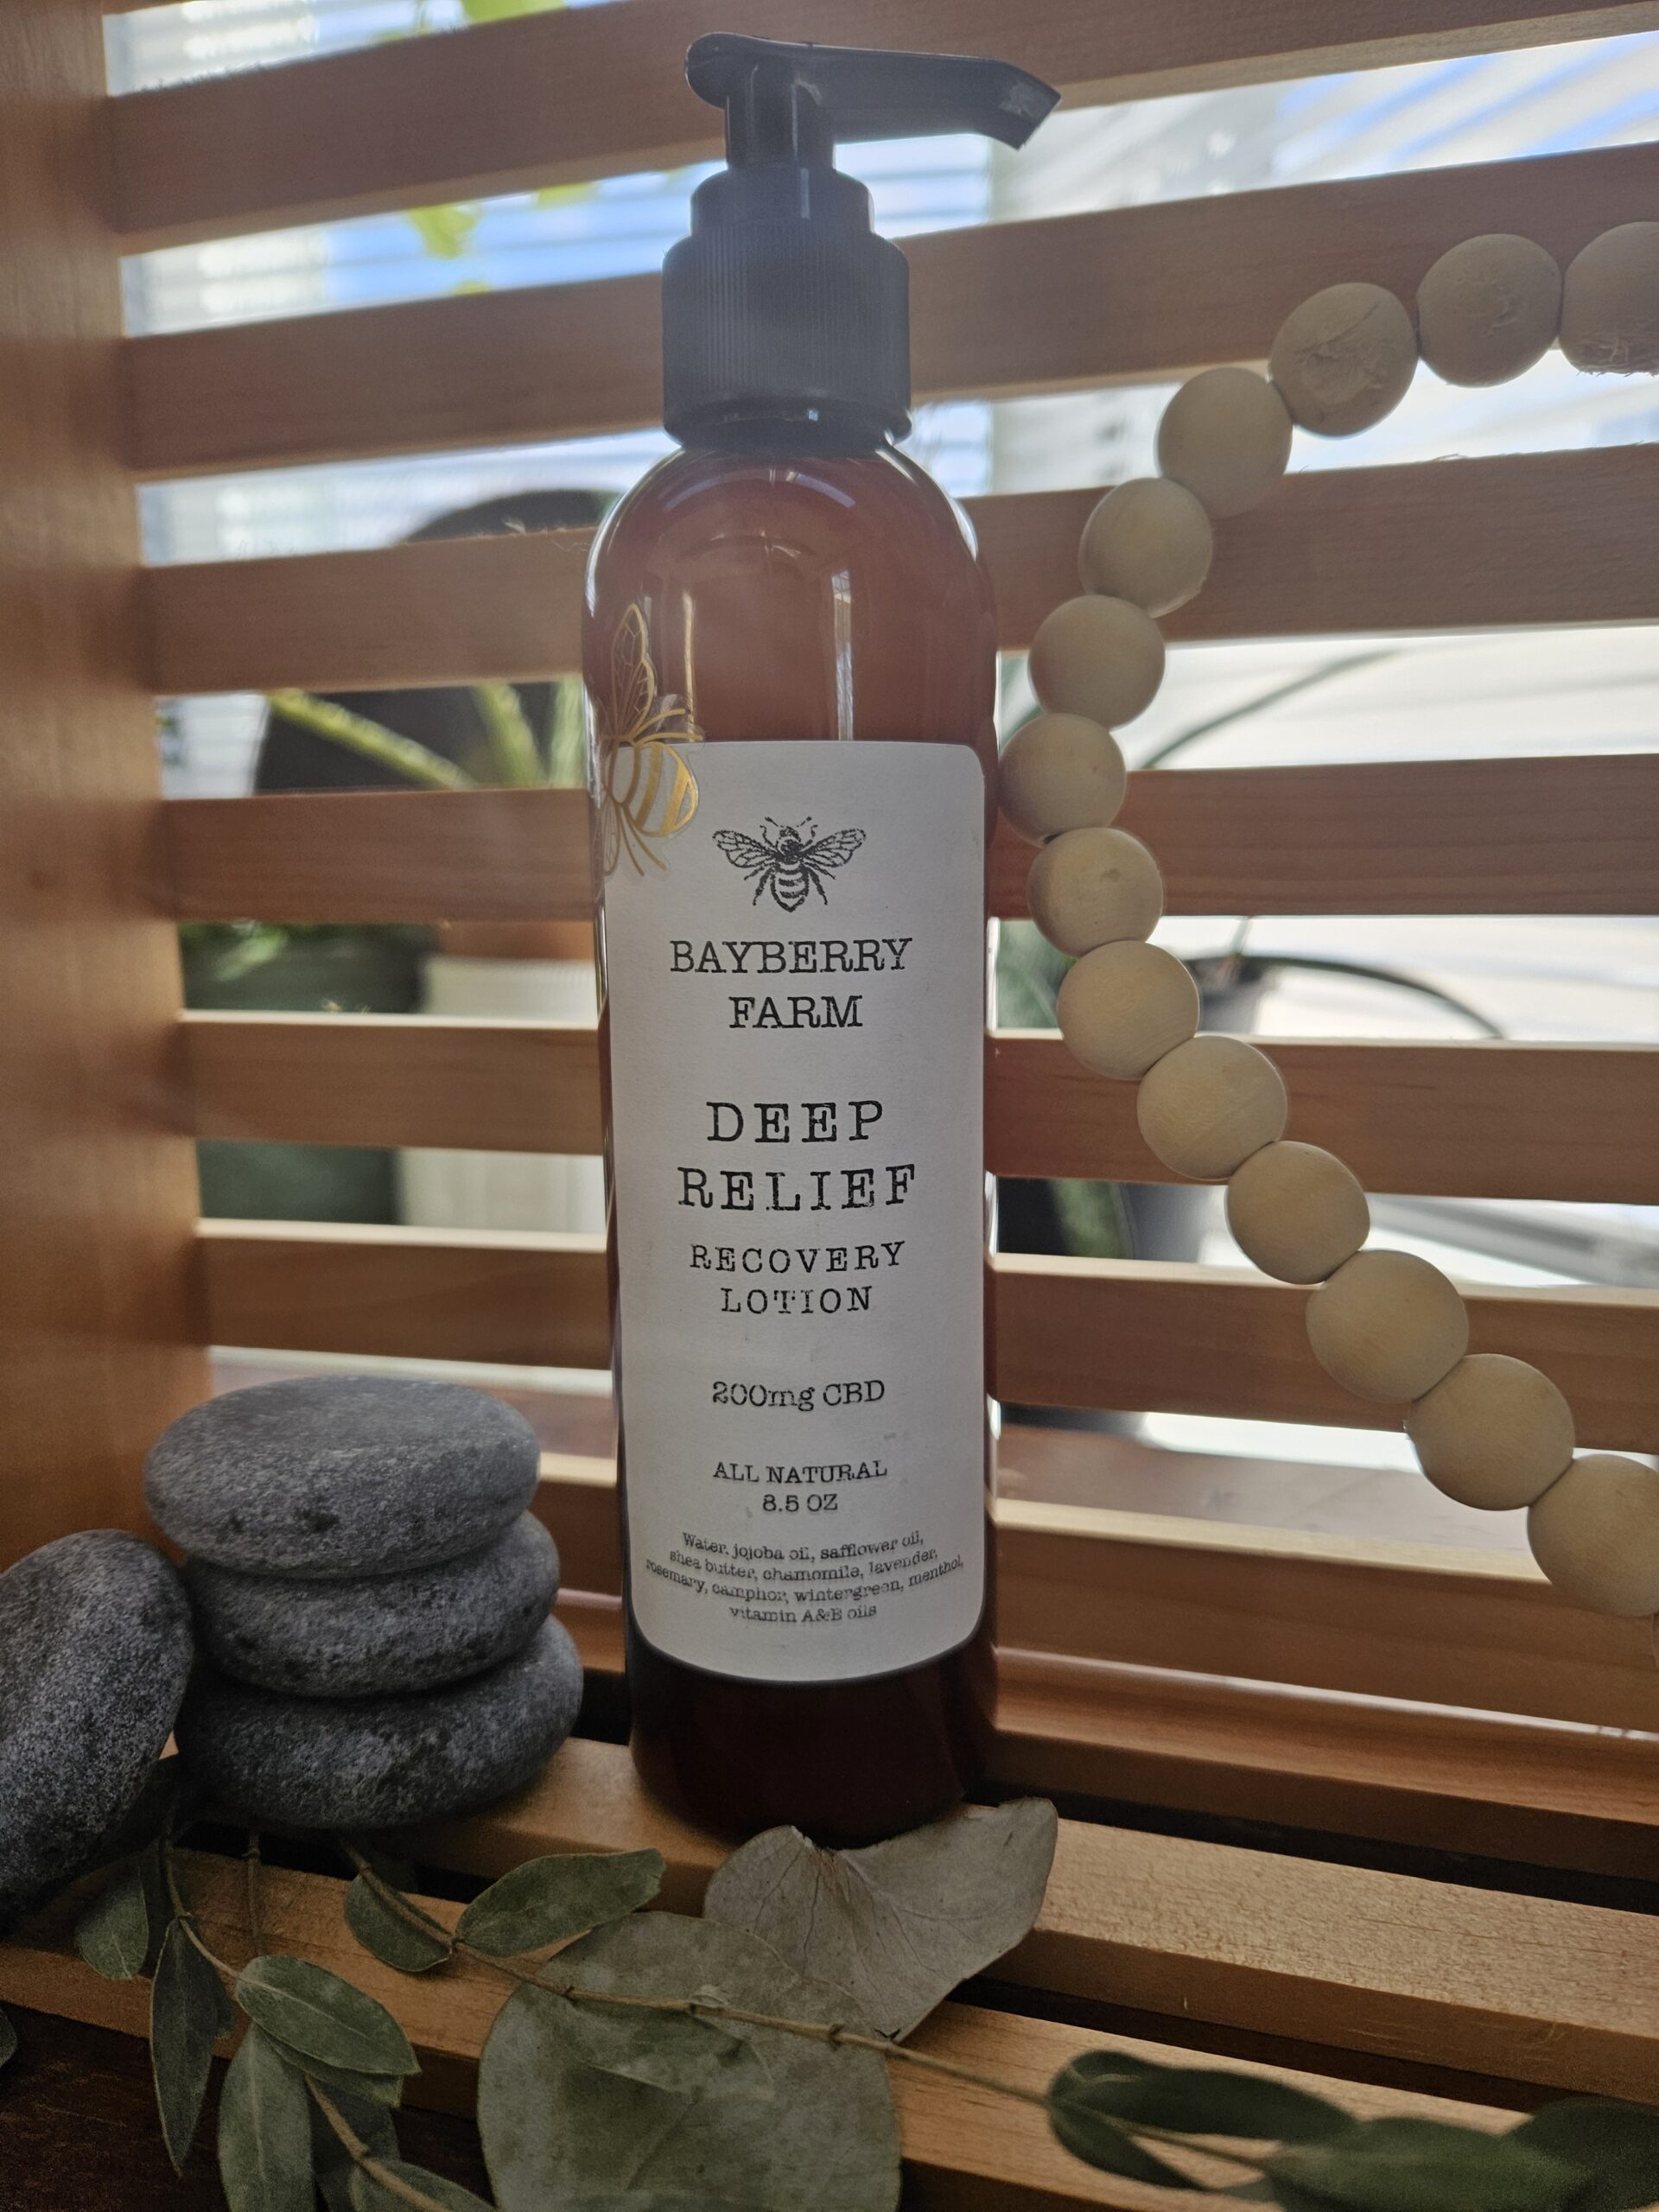 BAYBERRY
FARM
DEEP
RELIEF
RECOVERY
LOTION
200mg CBD
ALL NATURAL
8.5 OZ
Water, jojoba oil, safflower oil,
shea butter, chamomile, lavender,
rosemary, camphor, wintergreen, menthol,
vitamin A&E oils